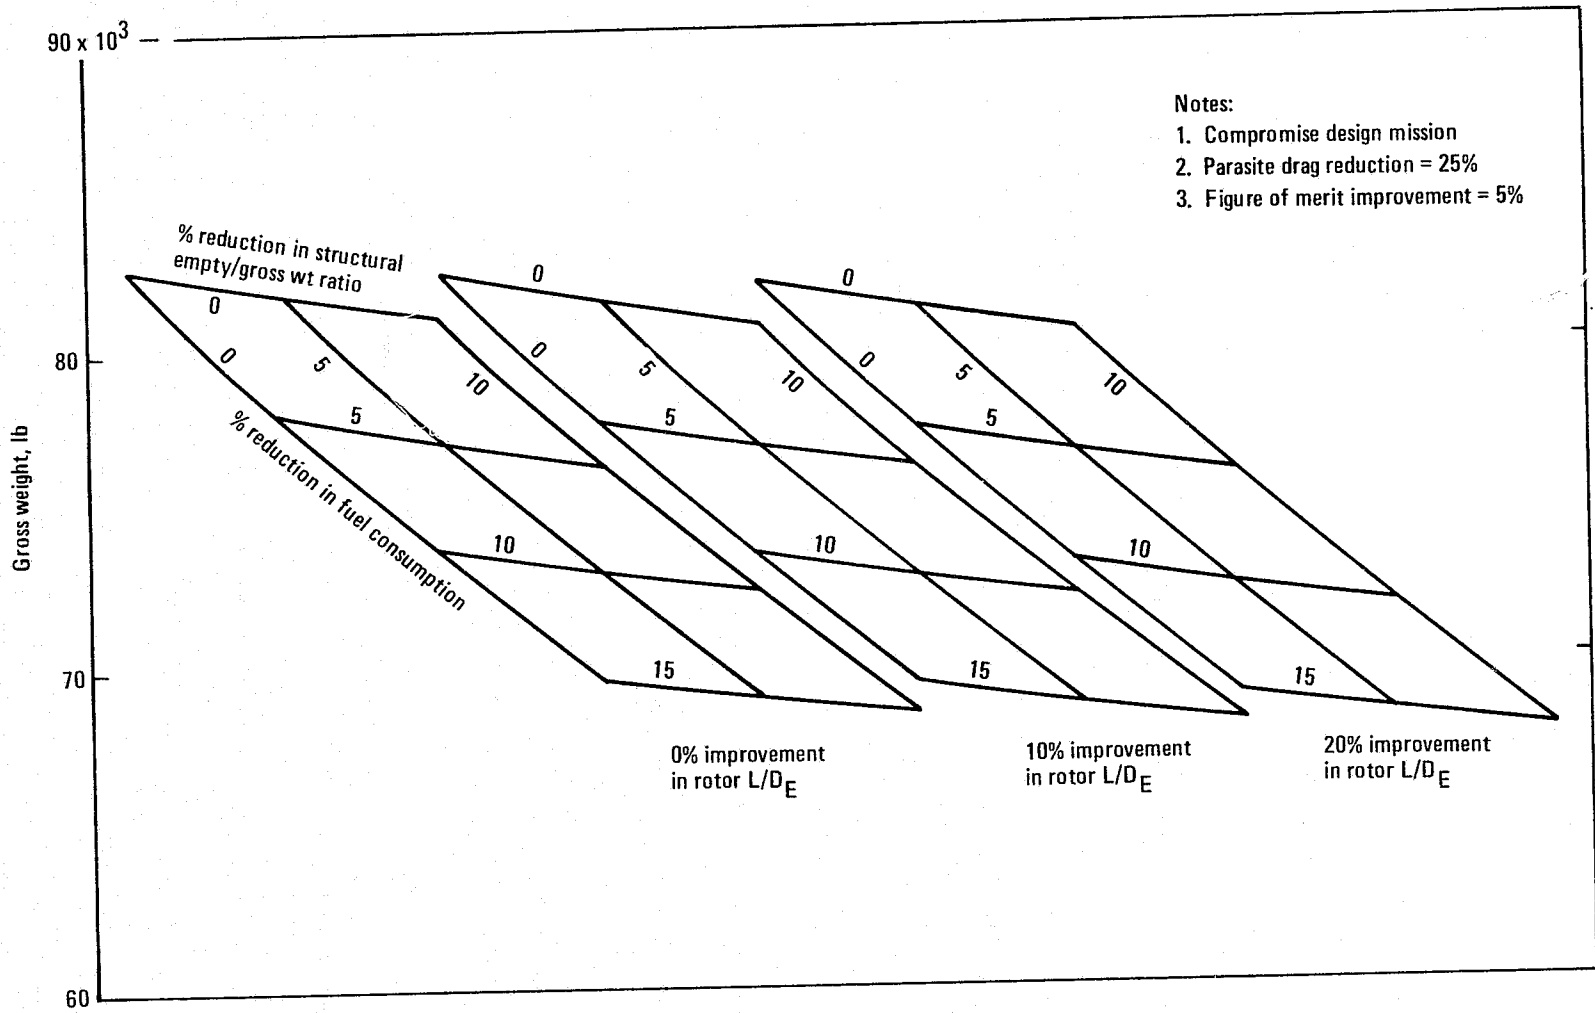 90 x 10³
Notes:
1. Compromise design mission
2. Parasite drag reduction = 25%
3. Figure of merit improvement = 5%
% reduction in structural
empty/gross wt ratio
0
0
0
0
0
0
80
5
5
5
10
10
10
5
5
5
% reduction in fuel consumption
Gross weight, lb
10
10
10
70
15
15
15
0% improvement
in rotor L/D_E
10% improvement
in rotor L/D_E
20% improvement
in rotor L/D_E
60